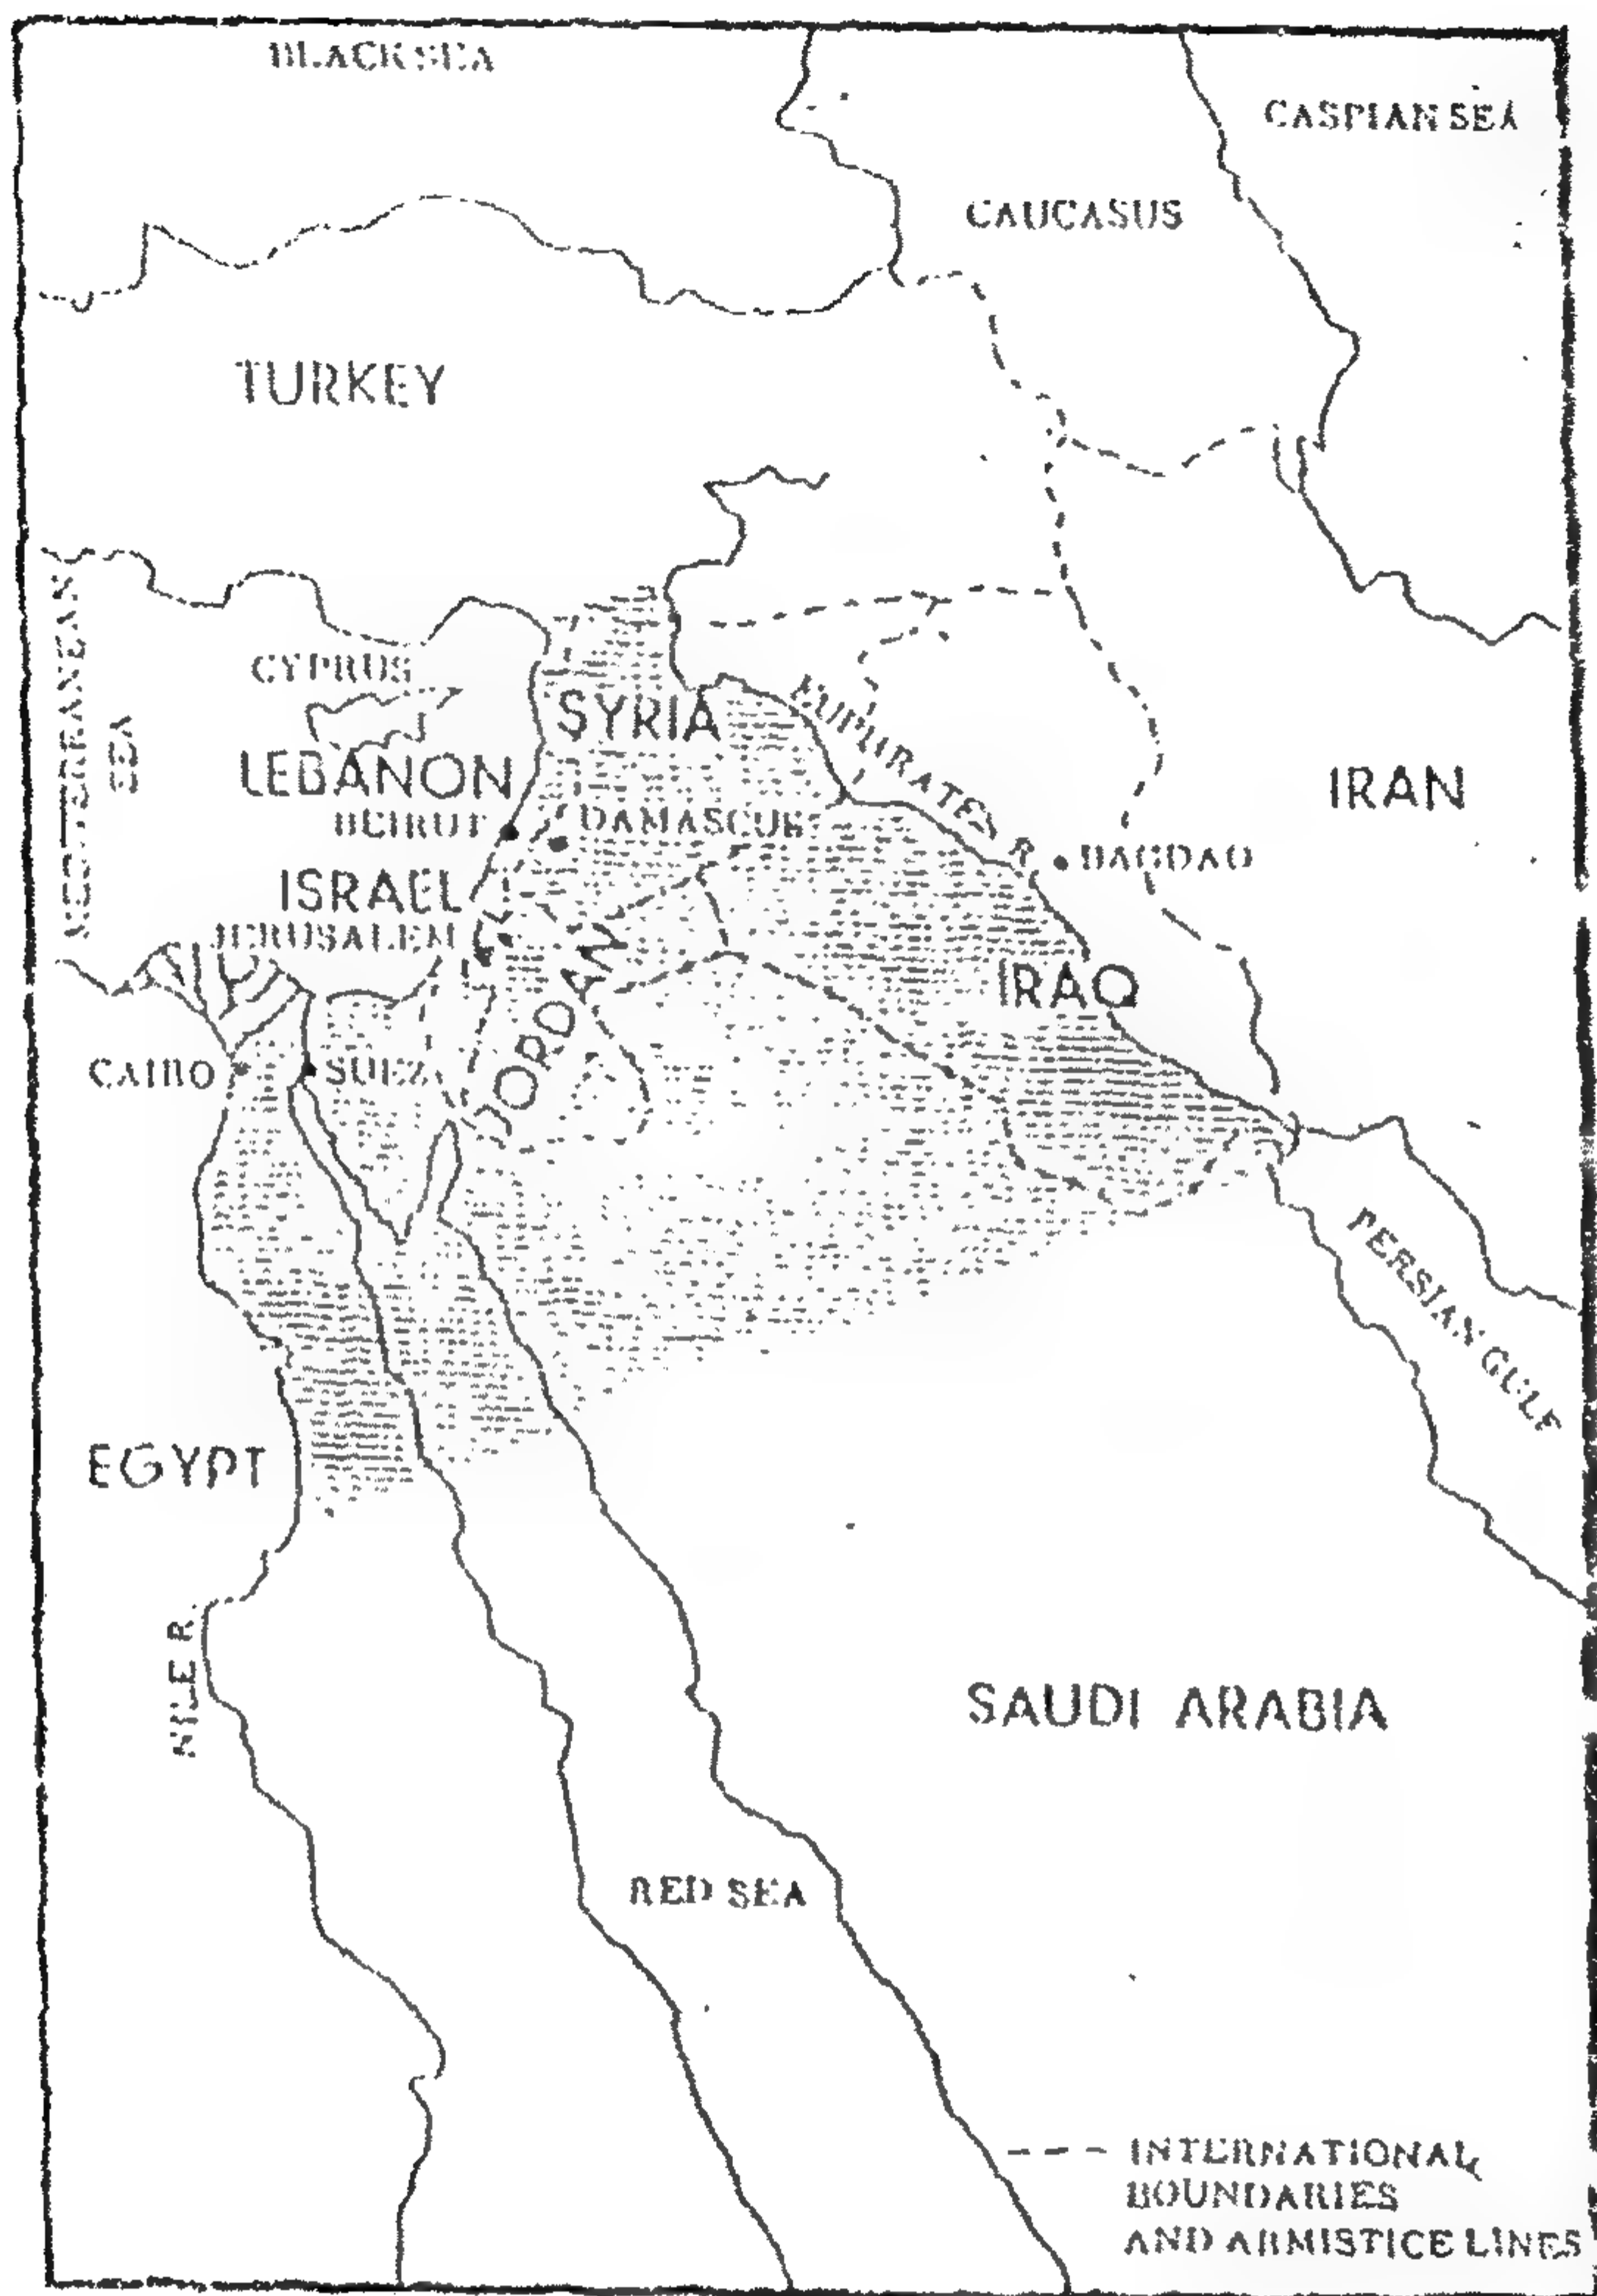 BLACK SEA
CASPIAN SEA
CAUCASUS
TURKEY
MEDITERRANEAN
SEA
CYPRUS
SYRIA
EUPHRATES R.
LEBANON
IRAN
BEIRUT
DAMASCUS
BAGDAD
ISRAEL
JERUSALEM
JORDAN
IRAQ
CAIRO
SUEZ
PERSIAN GULF
EGYPT
NILE R.
SAUDI ARABIA
RED SEA
INTERNATIONAL
BOUNDARIES
AND ARMISTICE LINES